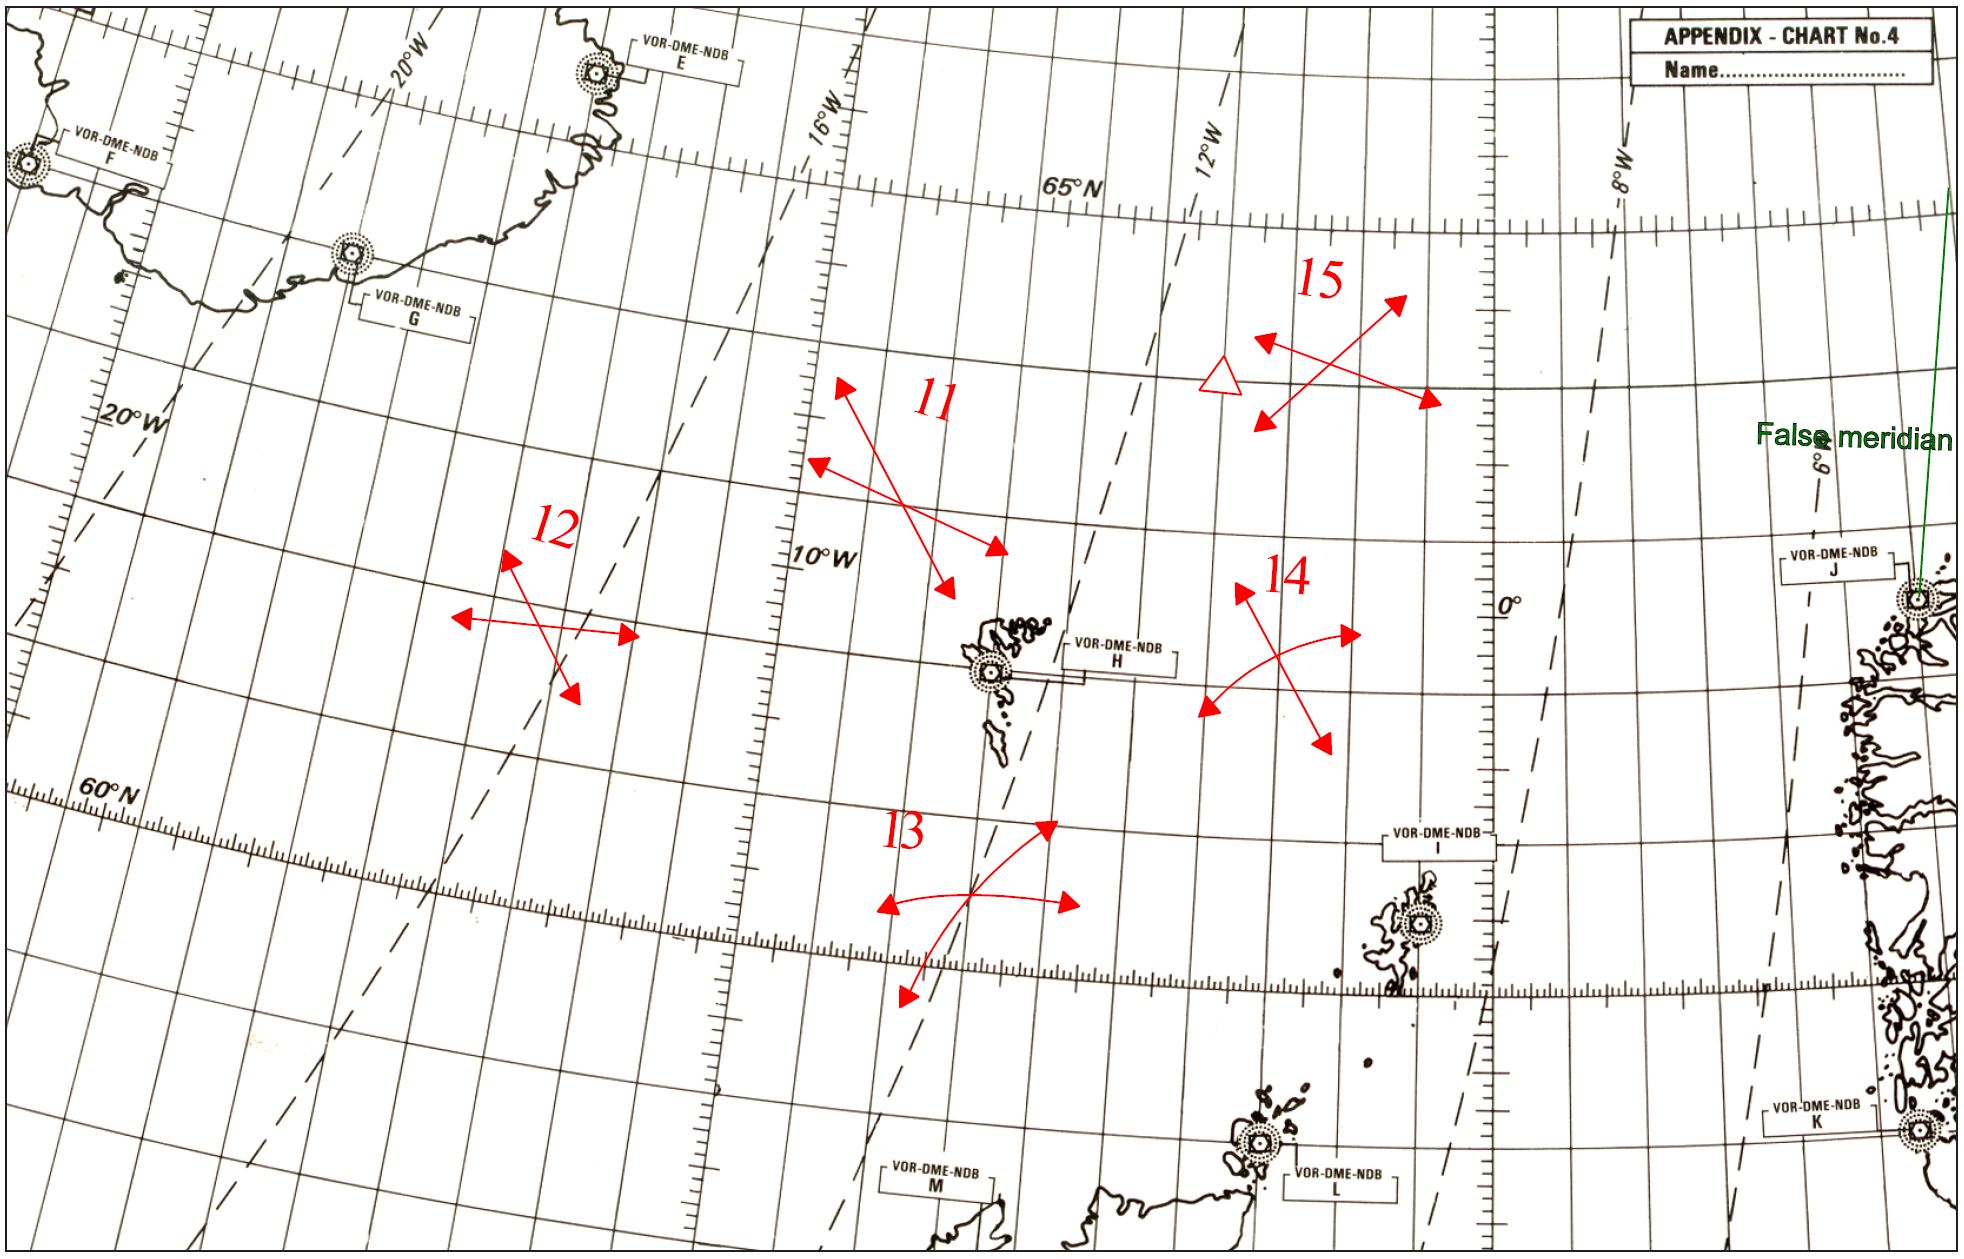 APPENDIX - CHART No.4
Name
20°W
16°W
12°W
8°W
VOR-DME-NDB
E
VOR-DME-NDB
F
65°N
VOR-DME-NDB
G
15
11
20°W
False meridian
4°W
12
10°W
14
0°
VOR-DME-NDB
J
VOR-DME-NDB
H
60°N
13
VOR-DME-NDB
I
VOR-DME-NDB
K
VOR-DME-NDB
M
VOR-DME-NDB
L